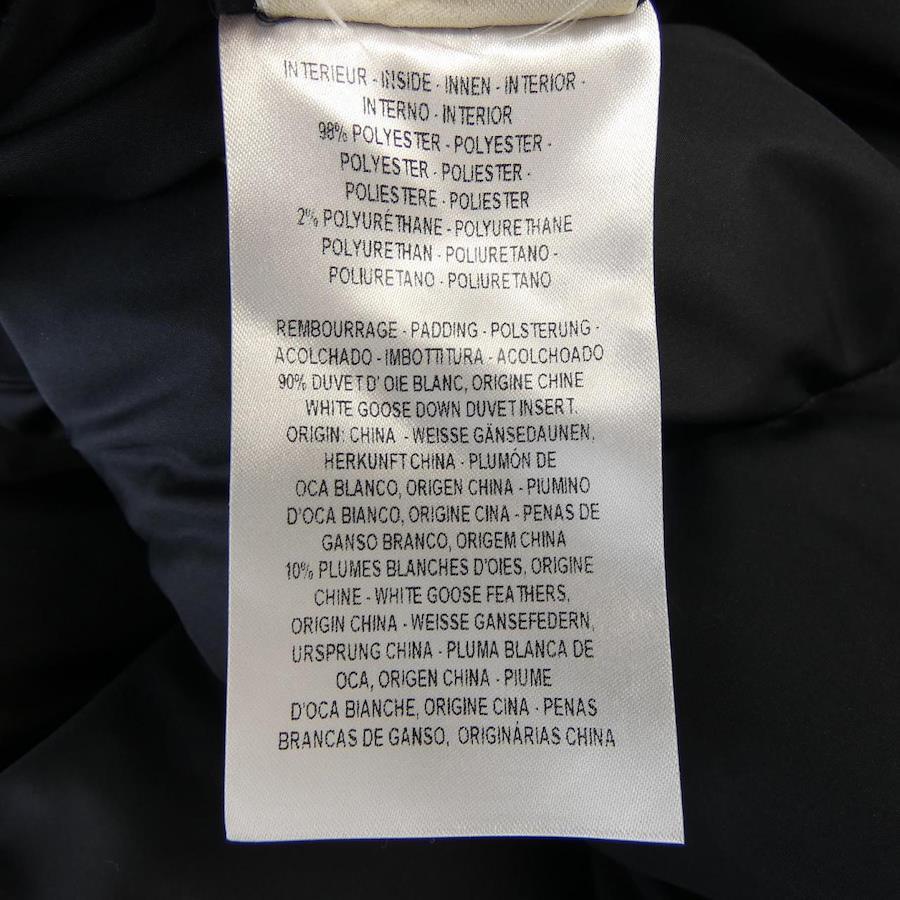 INTERIEUR - INSIDE - INNEN - INTERIOR -
INTERNO - INTERIOR
98% POLYESTER - POLYESTER -
POLYESTER - POLIESTER -
POLIESTERE - POLIESTER
2% POLYURÉTHANE - POLYURETHANE
POLYURETHAN - POLIURETANO -
POLIURETANO - POLIURETANO
REMBOURRAGE - PADDING - POLSTERUNG -
ACOLCHADO - IMBOTTITURA - ACOLCHOADO
90% DUVET D'OIE BLANC, ORIGINE CHINE
WHITE GOOSE DOWN DUVET INSERT.
ORIGIN: CHINA - WEISSE GÄNSEDAUNEN,
HERKUNFT CHINA - PLUMÓN DE
OCA BLANCO, ORIGEN CHINA - PIUMINO
D'OCA BIANCO, ORIGINE CINA - PENAS DE
GANSO BRANCO, ORIGEM CHINA
10% PLUMES BLANCHES D'OIES, ORIGINE
CHINE - WHITE GOOSE FEATHERS,
ORIGIN CHINA - WEISSE GANSEFEDERN,
URSPRUNG CHINA - PLUMA BLANCA DE
OCA, ORIGEN CHINA - PIUME
D'OCA BIANCHE, ORIGINE CINA - PENAS
BRANCAS DE GANSO, ORIGINÁRIAS CHINA